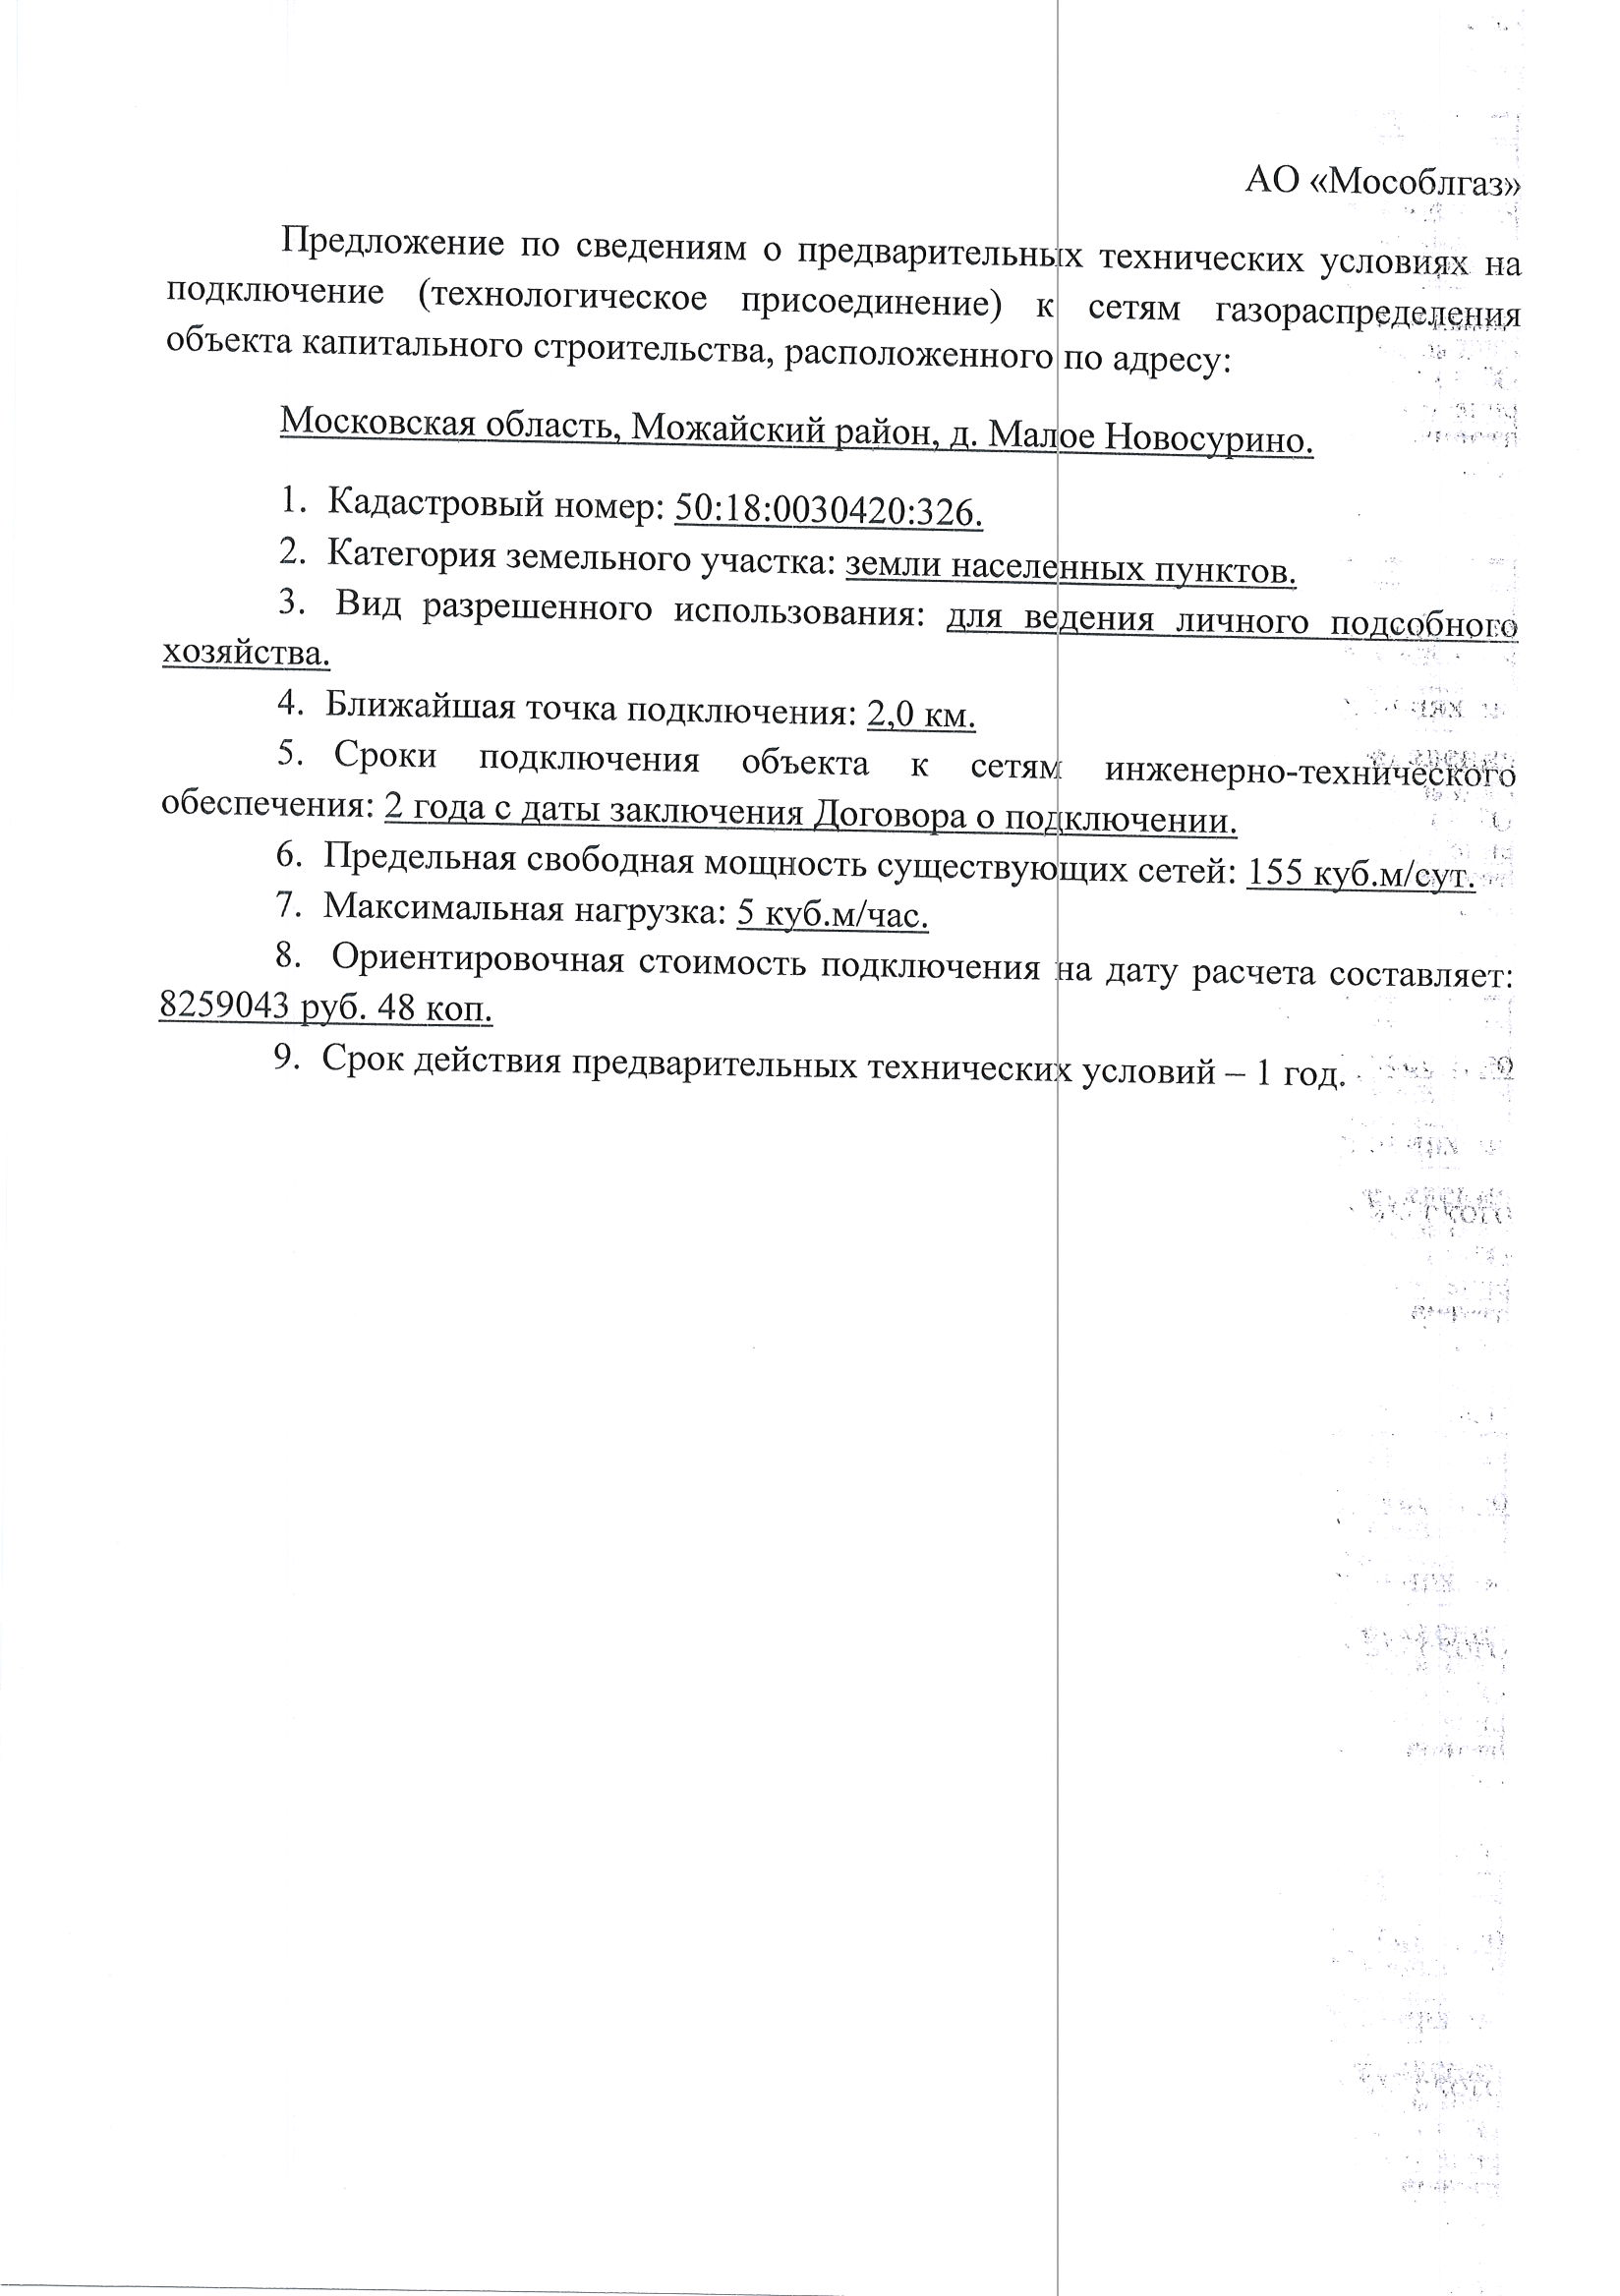 АО «Мособлгаз»
Предложение по сведениям о предварительных технических условиях на
подключение (технологическое присоединение) к сетям газораспределения
объекта капитального строительства, расположенного по адресу:
Московская область, Можайский район, д. Малое Новосурино.
1. Кадастровый номер: 50:18:0030420:326.
2. Категория земельного участка: земли населенных пунктов.
3. Вид разрешенного использования: для ведения личного подсобного
хозяйства.
4. Ближайшая точка подключения: 2,0 км.
5. Сроки подключения объекта к сетям инженерно-технического
обеспечения: 2 года с даты заключения Договора о подключении.
6. Предельная свободная мощность существующих сетей: 155 куб.м/сут.
7. Максимальная нагрузка: 5 куб.м/час.
8. Ориентировочная стоимость подключения на дату расчета составляет:
8259043 руб. 48 коп.
9. Срок действия предварительных технических условий – 1 год.